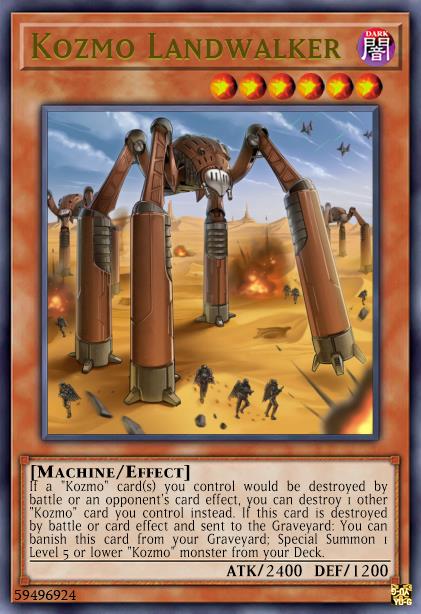 KOZMO LANDWALKER
DARK
闇
[MACHINE/EFFECT]
If a "Kozmo" card(s) you control would be destroyed by
battle or an opponent's card effect, you can destroy 1 other
"Kozmo" card you control instead. If this card is destroyed
by battle or card effect and sent to the Graveyard: You can
banish this card from your Graveyard; Special Summon 1
Level 5 or lower "Kozmo" monster from your Deck.
ATK/2400 DEF/1200
59496924